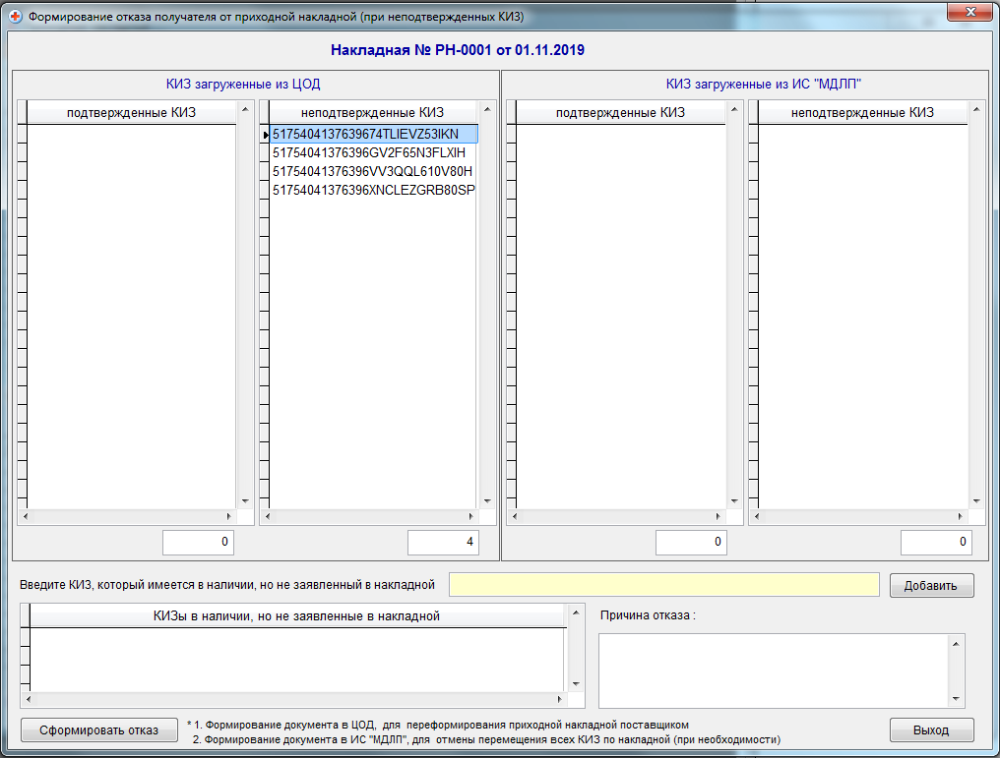 Формирование отказа получателя от приходной накладной (при неподтвержденных КИЗ)
Накладная № РН-0001 от 01.11.2019
КИЗ загруженные из ЦОД
КИЗ загруженные из ИС "МДЛП"
подтвержденные КИЗ
неподтвержденные КИЗ
подтвержденные КИЗ
неподтвержденные КИЗ
5175404137639674TLIEVZ53IKN
51754041376396GV2F65N3FLXIH
51754041376396VV3QQL610V80H
51754041376396XNCLEZGRB80SP
0
4
0
0
Введите КИЗ, который имеется в наличии, но не заявленный в накладной
Добавить
КИЗы в наличии, но не заявленные в накладной
Причина отказа :
Сформировать отказ
* 1. Формирование документа в ЦОД, для переформирования приходной накладной поставщиком
2. Формирование документа в ИС "МДЛП", для отмены перемещения всех КИЗ по накладной (при необходимости)
Выход